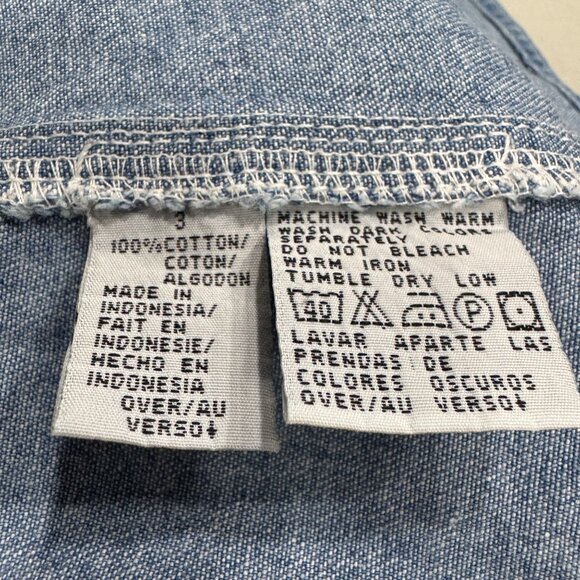 3
100%COTTON/
COTON/
ALGODON
MADE IN
INDONESIA/
FAIT EN
INDONESIE/
HECHO EN
INDONESIA
OVER/AU
VERSO
MACHINE WASH WARM
WASH DARK COLORS
SEPARATELY
DO NOT BLEACH
WARM IRON
TUMBLE DRY LOW
40 P
LAVAR APARTE LAS
PRENDAS DE
COLORES OSCUROS
OVER/AU VERSO